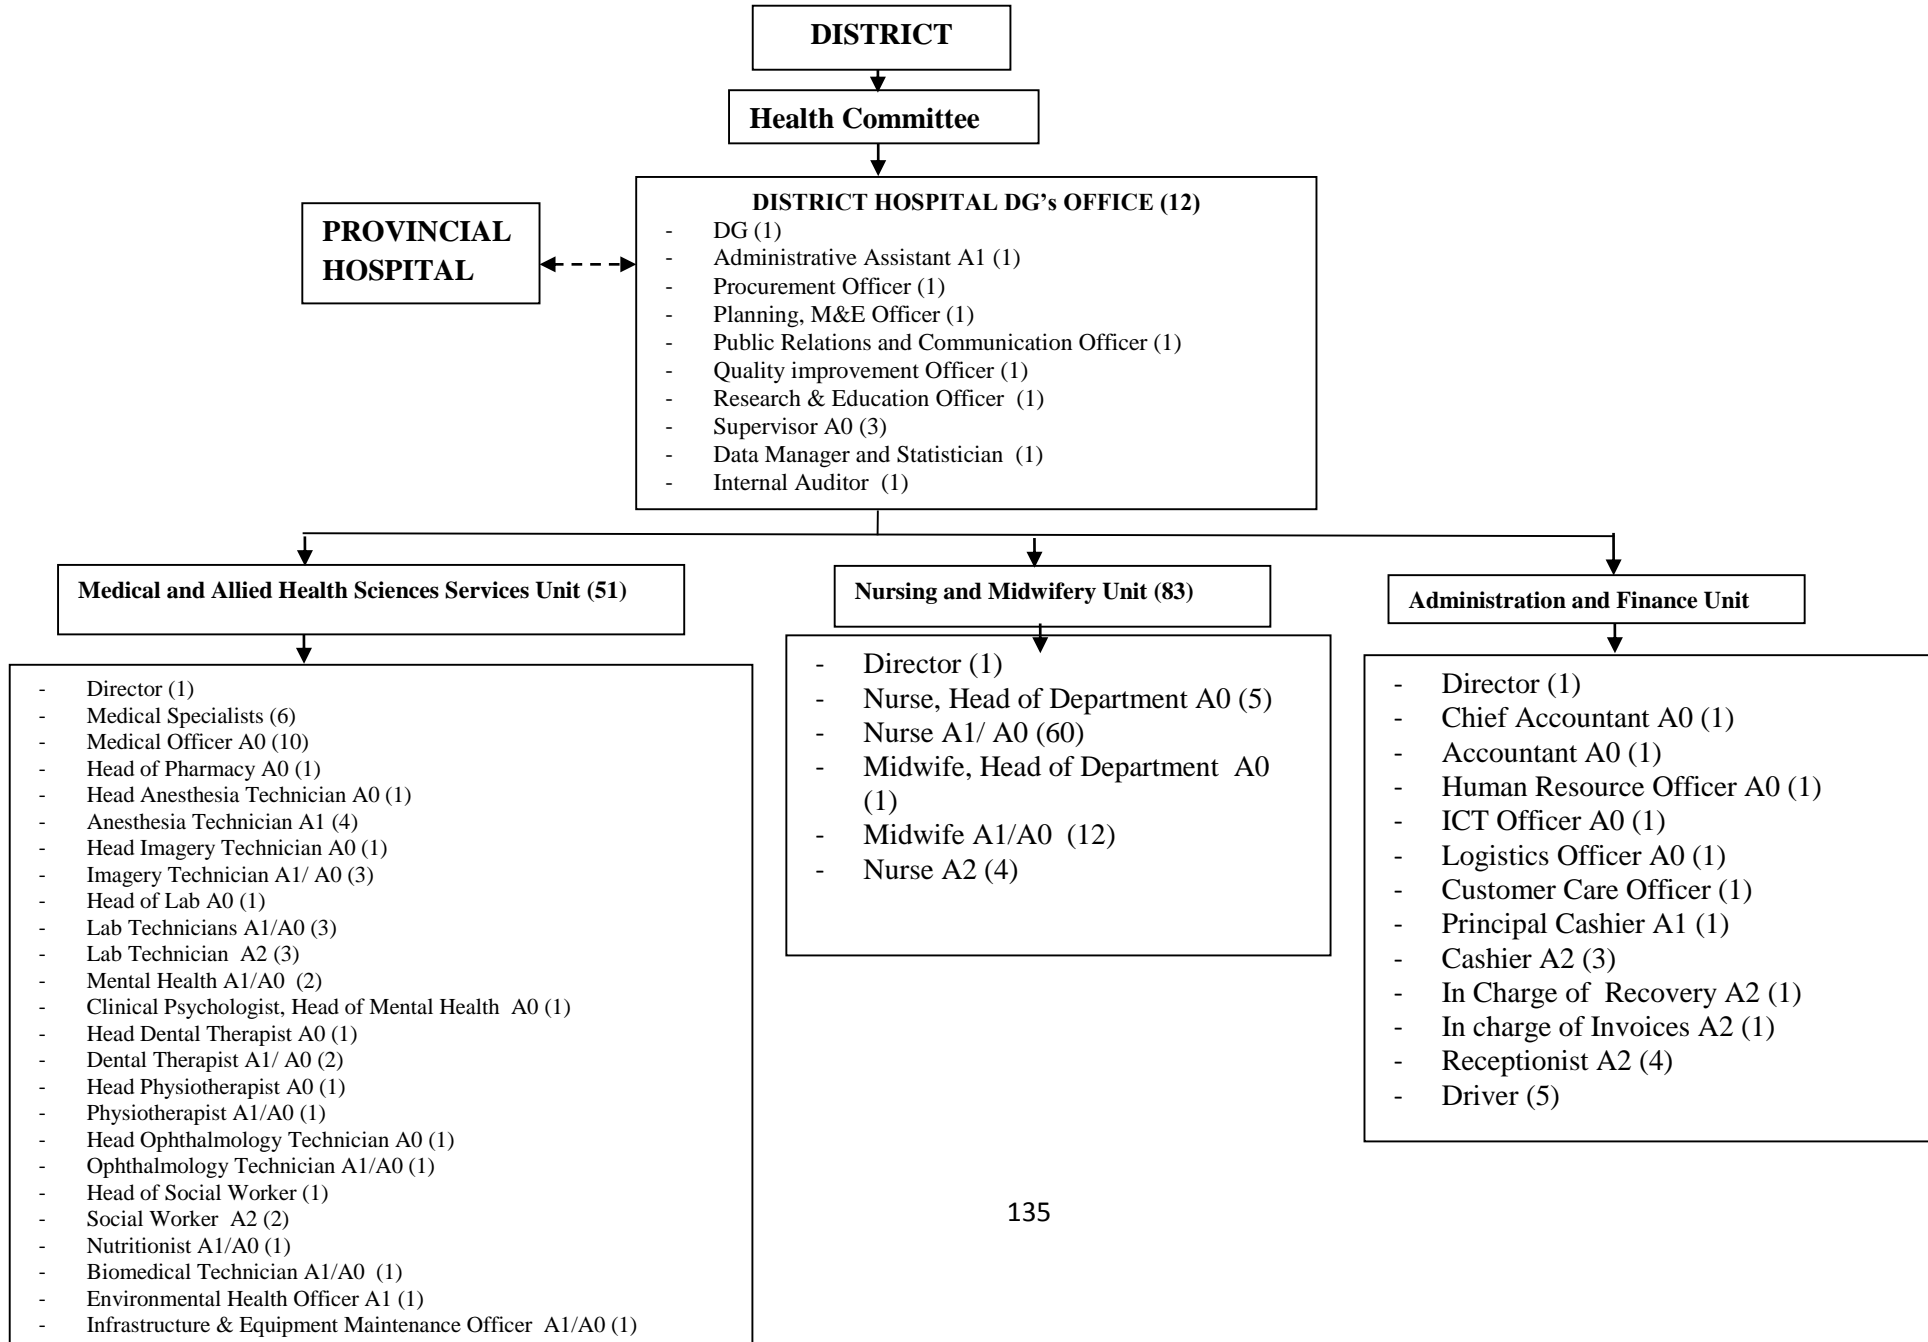 DISTRICT
Health Committee
PROVINCIAL
HOSPITAL
DISTRICT HOSPITAL DG’s OFFICE (12)
- DG (1)
- Administrative Assistant A1 (1)
- Procurement Officer (1)
- Planning, M&E Officer (1)
- Public Relations and Communication Officer (1)
- Quality improvement Officer (1)
- Research & Education Officer (1)
- Supervisor A0 (3)
- Data Manager and Statistician (1)
- Internal Auditor (1)
Medical and Allied Health Sciences Services Unit (51)
- Director (1)
- Medical Specialists (6)
- Medical Officer A0 (10)
- Head of Pharmacy A0 (1)
- Head Anesthesia Technician A0 (1)
- Anesthesia Technician A1 (4)
- Head Imagery Technician A0 (1)
- Imagery Technician A1/ A0 (3)
- Head of Lab A0 (1)
- Lab Technicians A1/A0 (3)
- Lab Technician A2 (3)
- Mental Health A1/A0 (2)
- Clinical Psychologist, Head of Mental Health A0 (1)
- Head Dental Therapist A0 (1)
- Dental Therapist A1/ A0 (2)
- Head Physiotherapist A0 (1)
- Physiotherapist A1/A0 (1)
- Head Ophthalmology Technician A0 (1)
- Ophthalmology Technician A1/A0 (1)
- Head of Social Worker (1)
- Social Worker A2 (2)
- Nutritionist A1/A0 (1)
- Biomedical Technician A1/A0 (1)
- Environmental Health Officer A1 (1)
- Infrastructure & Equipment Maintenance Officer A1/A0 (1)
Nursing and Midwifery Unit (83)
- Director (1)
- Nurse, Head of Department A0 (5)
- Nurse A1/ A0 (60)
- Midwife, Head of Department A0
(1)
- Midwife A1/A0 (12)
- Nurse A2 (4)
Administration and Finance Unit
- Director (1)
- Chief Accountant A0 (1)
- Accountant A0 (1)
- Human Resource Officer A0 (1)
- ICT Officer A0 (1)
- Logistics Officer A0 (1)
- Customer Care Officer (1)
- Principal Cashier A1 (1)
- Cashier A2 (3)
- In Charge of Recovery A2 (1)
- In charge of Invoices A2 (1)
- Receptionist A2 (4)
- Driver (5)
135